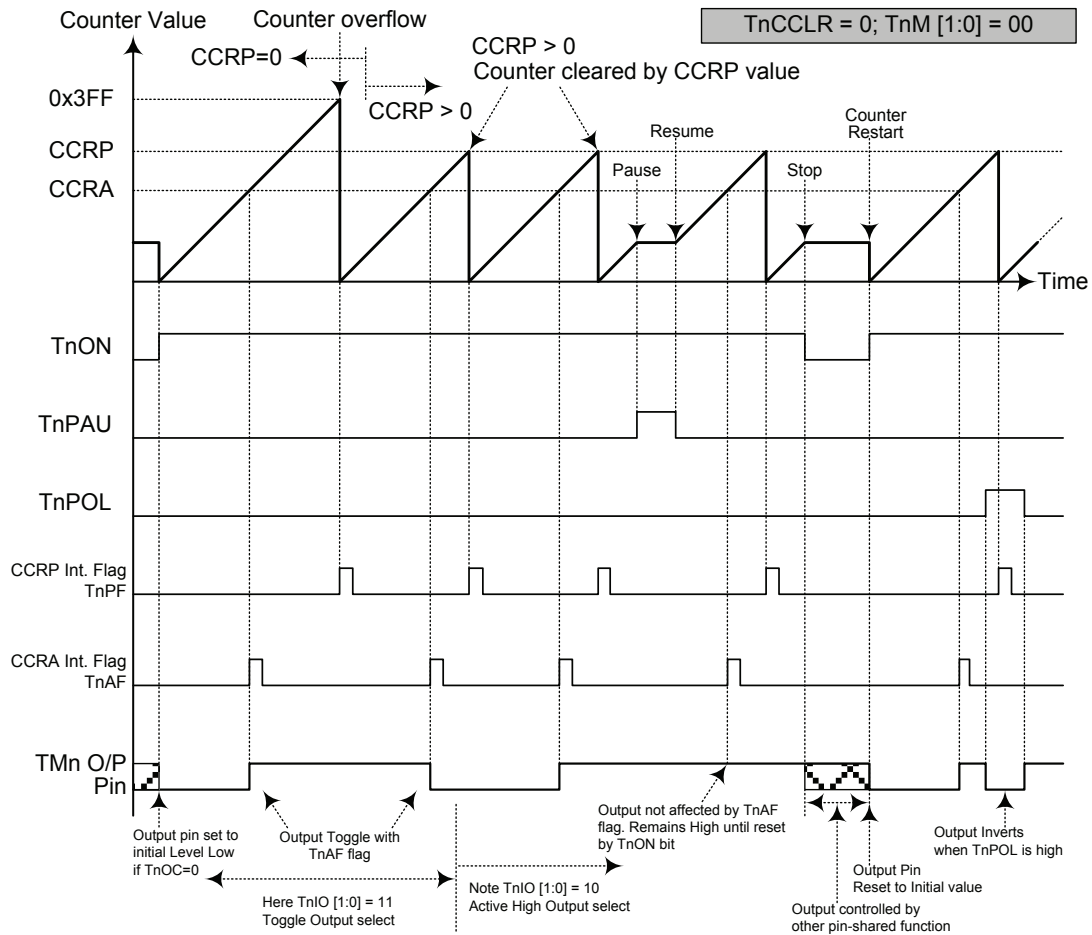 Counter Value
Counter overflow
TnCCLR = 0; TnM [1:0] = 00
CCRP=0
CCRP > 0
CCRP > 0
Counter cleared by CCRP value
0x3FF
CCRP
CCRA
Pause
Resume
Stop
Counter
Restart
Time
TnON
TnPAU
TnPOL
CCRP Int. Flag
TnPF
CCRA Int. Flag
TnAF
TMn O/P
Pin
Output pin set to
initial Level Low
if TnOC=0
Output Toggle with
TnAF flag
Here TnIO [1:0] = 11
Toggle Output select
Note TnIO [1:0] = 10
Active High Output select
Output not affected by TnAF
flag. Remains High until reset
by TnON bit
Output controlled by
other pin-shared function
Output Pin
Reset to Initial value
Output Inverts
when TnPOL is high